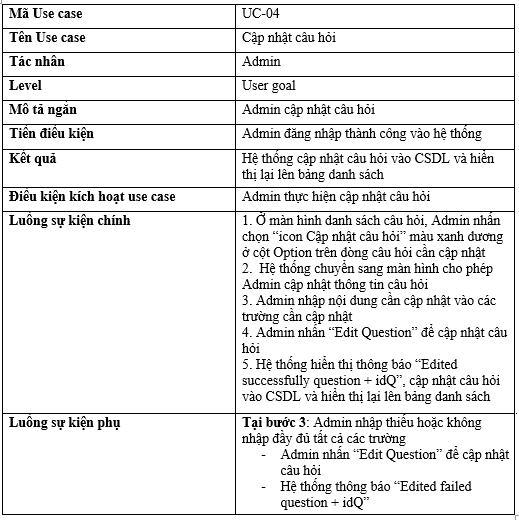 Mã Use case UC-04
Tên Use case Cập nhật câu hỏi
Tác nhân Admin
Level User goal
Mô tã ngắn Admin cập nhật câu hỏi
Tiền điều kiện Admin đăng nhập thành công vào hệ thống
Kết quả Hệ thống cập nhật câu hỏi vào CSDL và hiển
thị lại lên bảng danh sách
Điều kiện kích hoạt use case Admin thực hiện cập nhật câu hỏi
Luồng sự kiện chính 1. Ở màn hình danh sách câu hỏi, Admin nhấn
chọn “icon Cập nhật câu hỏi” màu xanh dương
ở cột Option trên dòng câu hỏi cần cập nhật
2. Hệ thống chuyển sang màn hình cho phép
Admin cập nhật thông tin câu hỏi
3. Admin nhập nội dung cần cập nhật vào các
trường cần cập nhật
4. Admin nhấn “Edit Question” để cập nhật câu
hỏi
5. Hệ thống hiển thị thông báo “Edited
successfully question + idQ”, cập nhật câu hỏi
vào CSDL và hiển thị lại lên bảng danh sách
Luồng sự kiện phụ Tại bước 3: Admin nhập thiếu hoặc không
nhập đầy đủ tất cả các trường
- Admin nhấn “Edit Question” để cập nhật
câu hỏi
- Hệ thống thông báo “Edited failed
question + idQ”